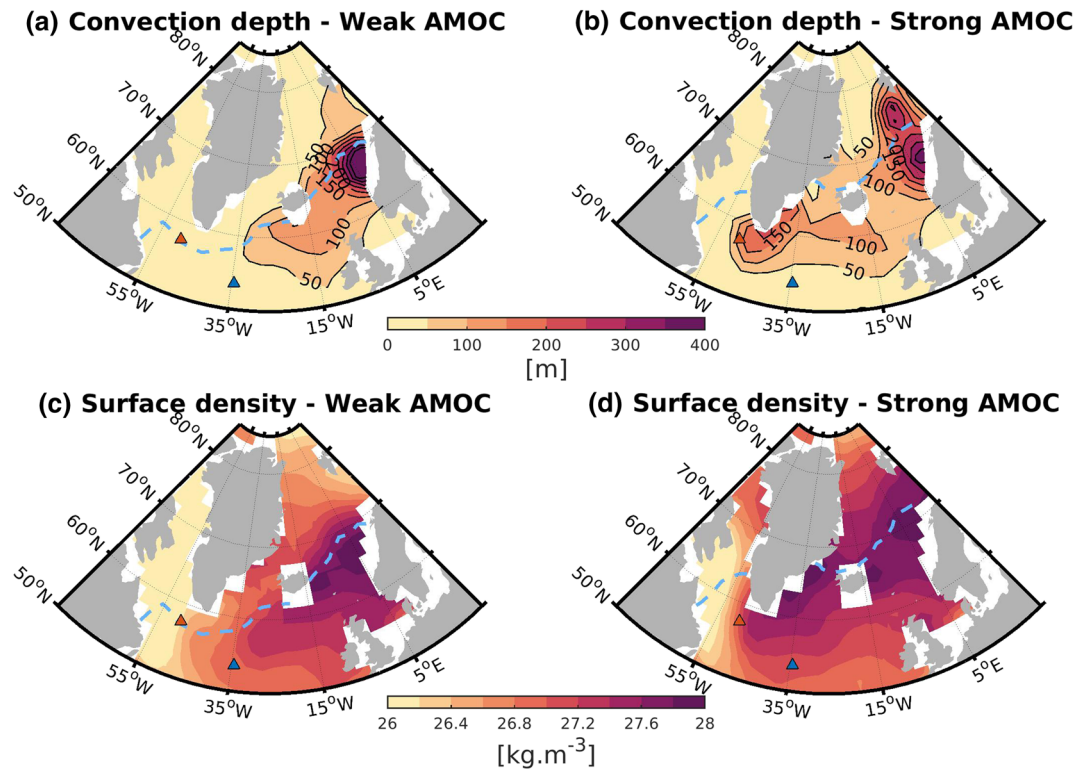 (a) Convection depth - Weak AMOC
(b) Convection depth - Strong AMOC
80°N
70°N
60°N
50°N
55°W
35°W
15°W
5°E
150
150
100
50
80°N
70°N
60°N
50°N
55°W
35°W
15°W
5°E
50
100
150
100
50
0 100 200 300 400
[m]
(c) Surface density - Weak AMOC
(d) Surface density - Strong AMOC
80°N
70°N
60°N
50°N
55°W
35°W
15°W
5°E
80°N
70°N
60°N
50°N
55°W
35°W
15°W
5°E
26 26.4 26.8 27.2 27.6 28
[kg.m⁻³]